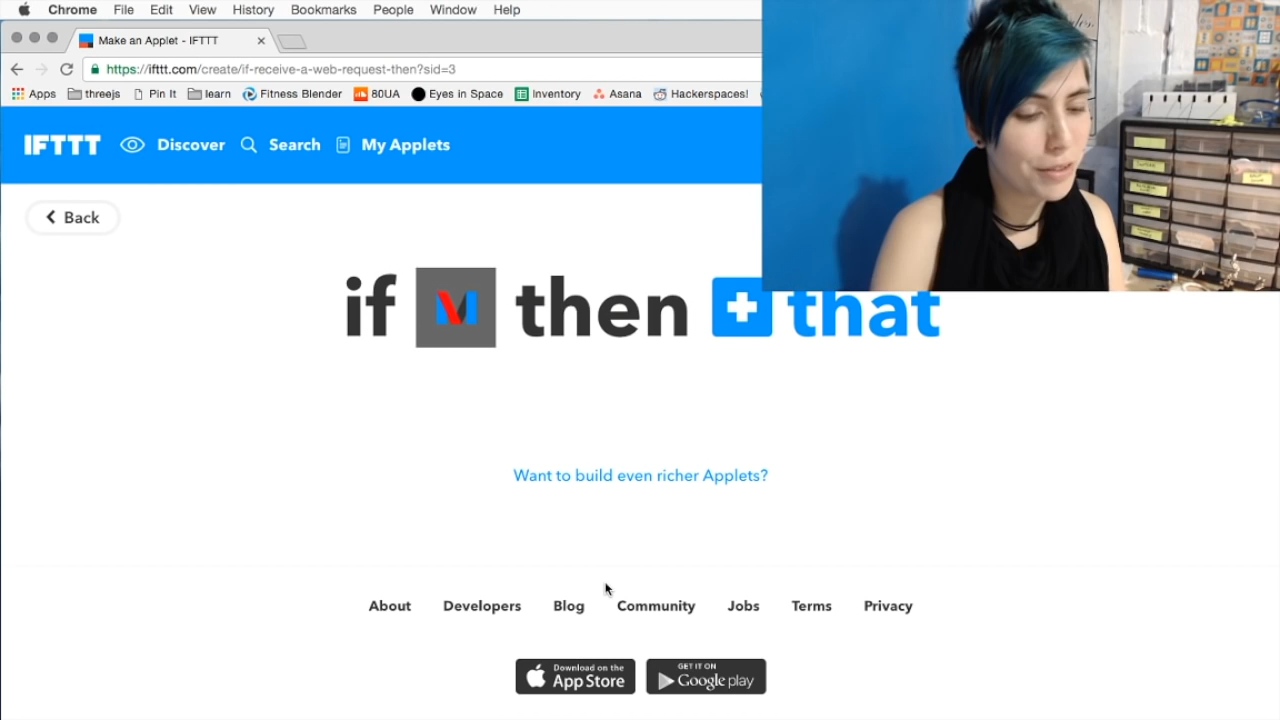 Chrome File Edit View History Bookmarks People Window Help
Make an Applet - IFTTT
https://ifttt.com/create/if-receive-a-web-request-then?sid=3
Apps threejs Pin It learn Fitness Blender 80UA Eyes in Space Inventory Asana Hackerspaces!
IFTTT Discover Search My Applets
Back
if then that
Want to build even richer Applets?
About Developers Blog Community Jobs Terms Privacy
Download on the App Store
GET IT ON Google play